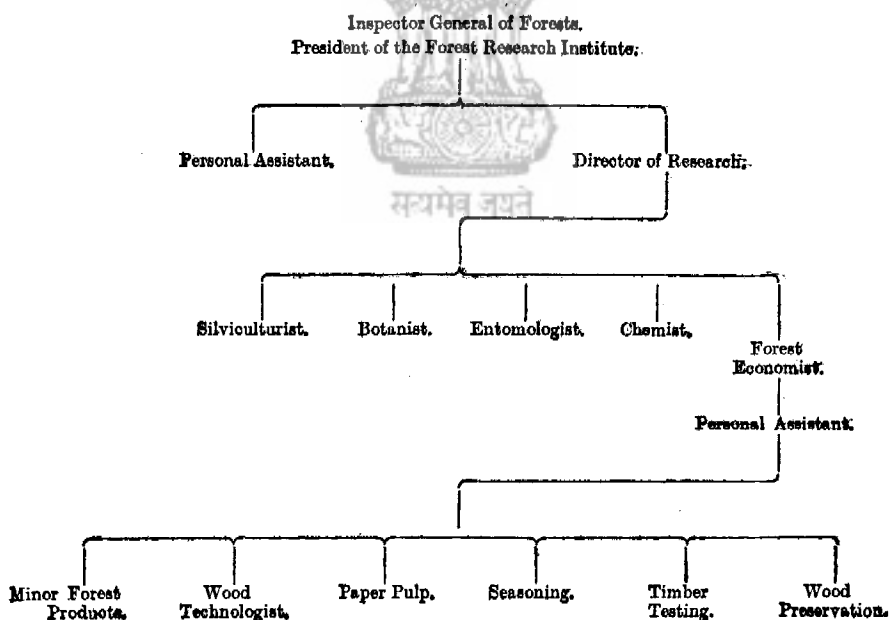 Inspector General of Forests.
President of the Forest Research Institute.
Personal Assistant.
Director of Research.
सत्यमेव जयते
Silviculturist.
Botanist.
Entomologist.
Chemist.
Forest
Economist.
Personal Assistant.
Minor Forest
Products.
Wood
Technologist.
Paper Pulp.
Seasoning.
Timber
Testing.
Wood
Preservation.